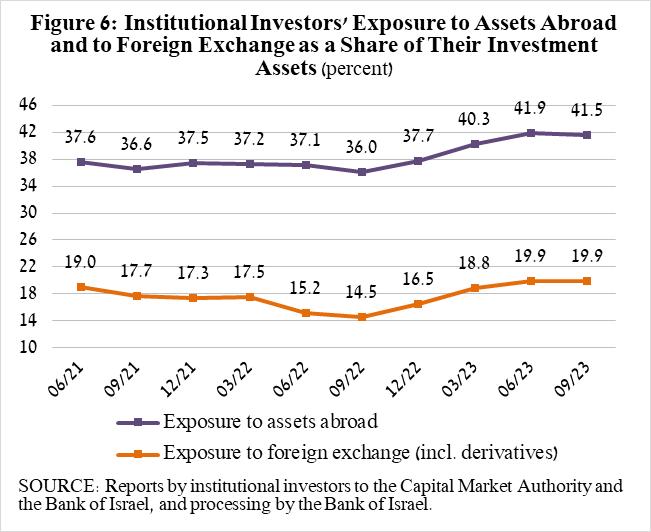 Figure 6: Institutional Investors' Exposure to Assets Abroad
and to Foreign Exchange as a Share of Their Investment
Assets (percent)
46
42
38
34
30
26
22
18
14
10
37.6 36.6 37.5 37.2 37.1 36.0 37.7 40.3 41.9 41.5
19.0 17.7 17.3 17.5 15.2 14.5 16.5 18.8 19.9 19.9
06/21 09/21 12/21 03/22 06/22 09/22 12/22 03/23 06/23 09/23
Exposure to assets abroad
Exposure to foreign exchange (incl. derivatives)
SOURCE: Reports by institutional investors to the Capital Market Authority and
the Bank of Israel, and processing by the Bank of Israel.